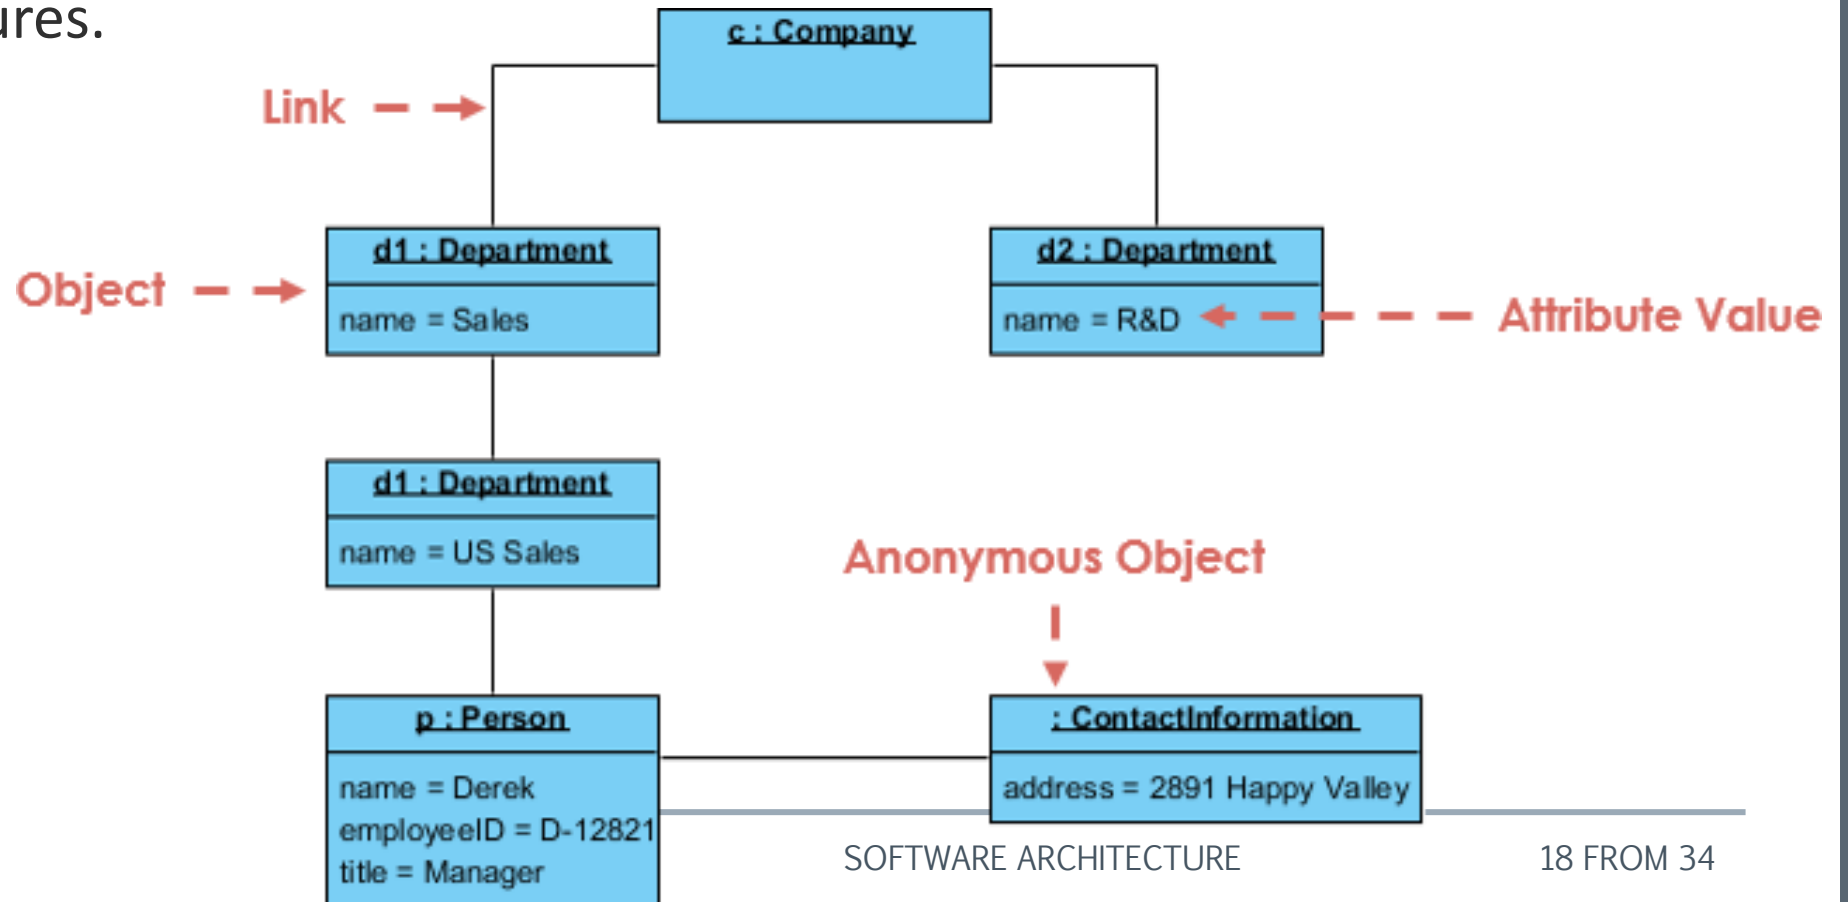 ures.
c : Company
Link
d1 : Department
name = Sales
Object
d2 : Department
name = R&D
Attribute Value
d1 : Department
name = US Sales
Anonymous Object
p : Person
name = Derek
employeeID = D-12821
title = Manager
: ContactInformation
address = 2891 Happy Valley
SOFTWARE ARCHITECTURE
18 FROM 34